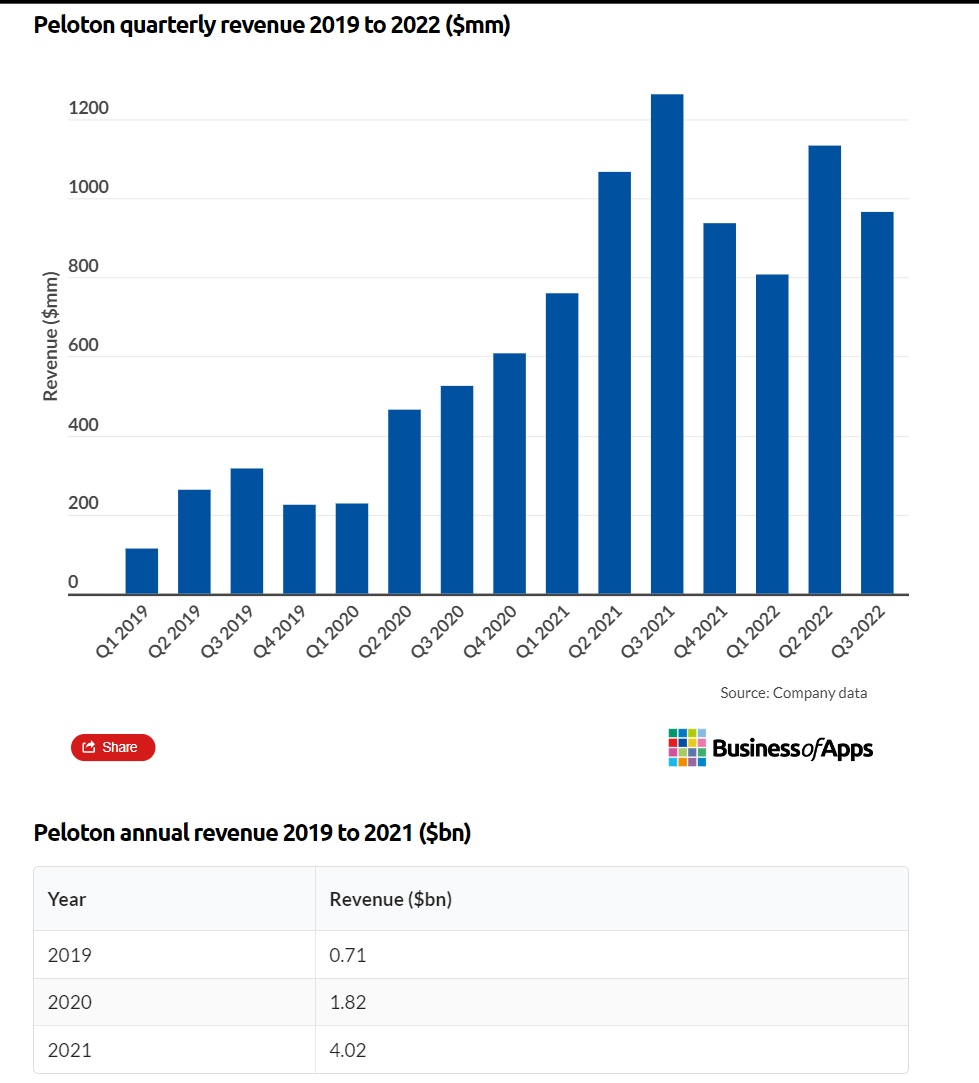 Peloton quarterly revenue 2019 to 2022 ($mm)
Revenue ($mm)
1200
1000
800
600
400
200
0
Q1 2019
Q2 2019
Q3 2019
Q4 2019
Q1 2020
Q2 2020
Q3 2020
Q4 2020
Q1 2021
Q2 2021
Q3 2021
Q4 2021
Q1 2022
Q2 2022
Q3 2022
Source: Company data
Share
BusinessofApps
Peloton annual revenue 2019 to 2021 ($bn)
Year Revenue ($bn)
2019 0.71
2020 1.82
2021 4.02